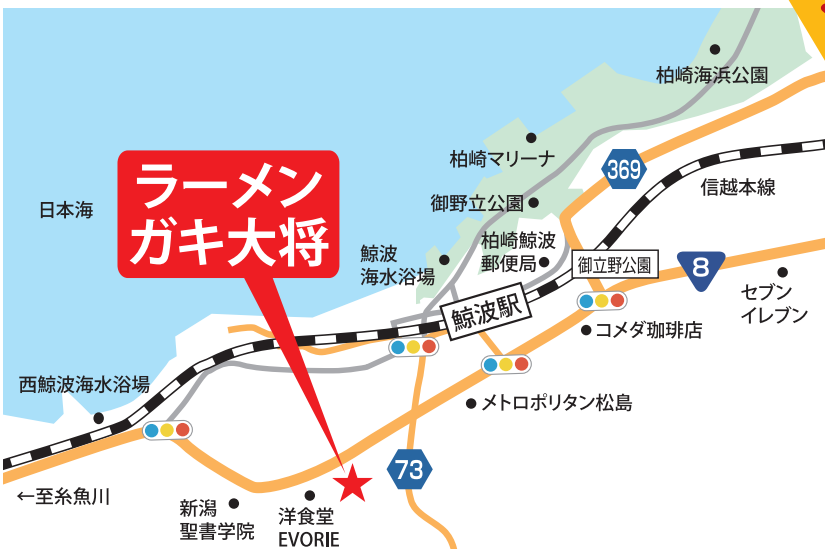 柏崎海浜公園
柏崎マリーナ
369
信越本線
日本海
ラーメン
ガキ大将
御野立公園
鯨波
海水浴場
柏崎鯨波
郵便局
御立野公園
8
セブン
イレブン
鯨波駅
コメダ珈琲店
西鯨波海水浴場
メトロポリタン松島
73
←至糸魚川
新潟
聖書学院
洋食堂
EVORIE